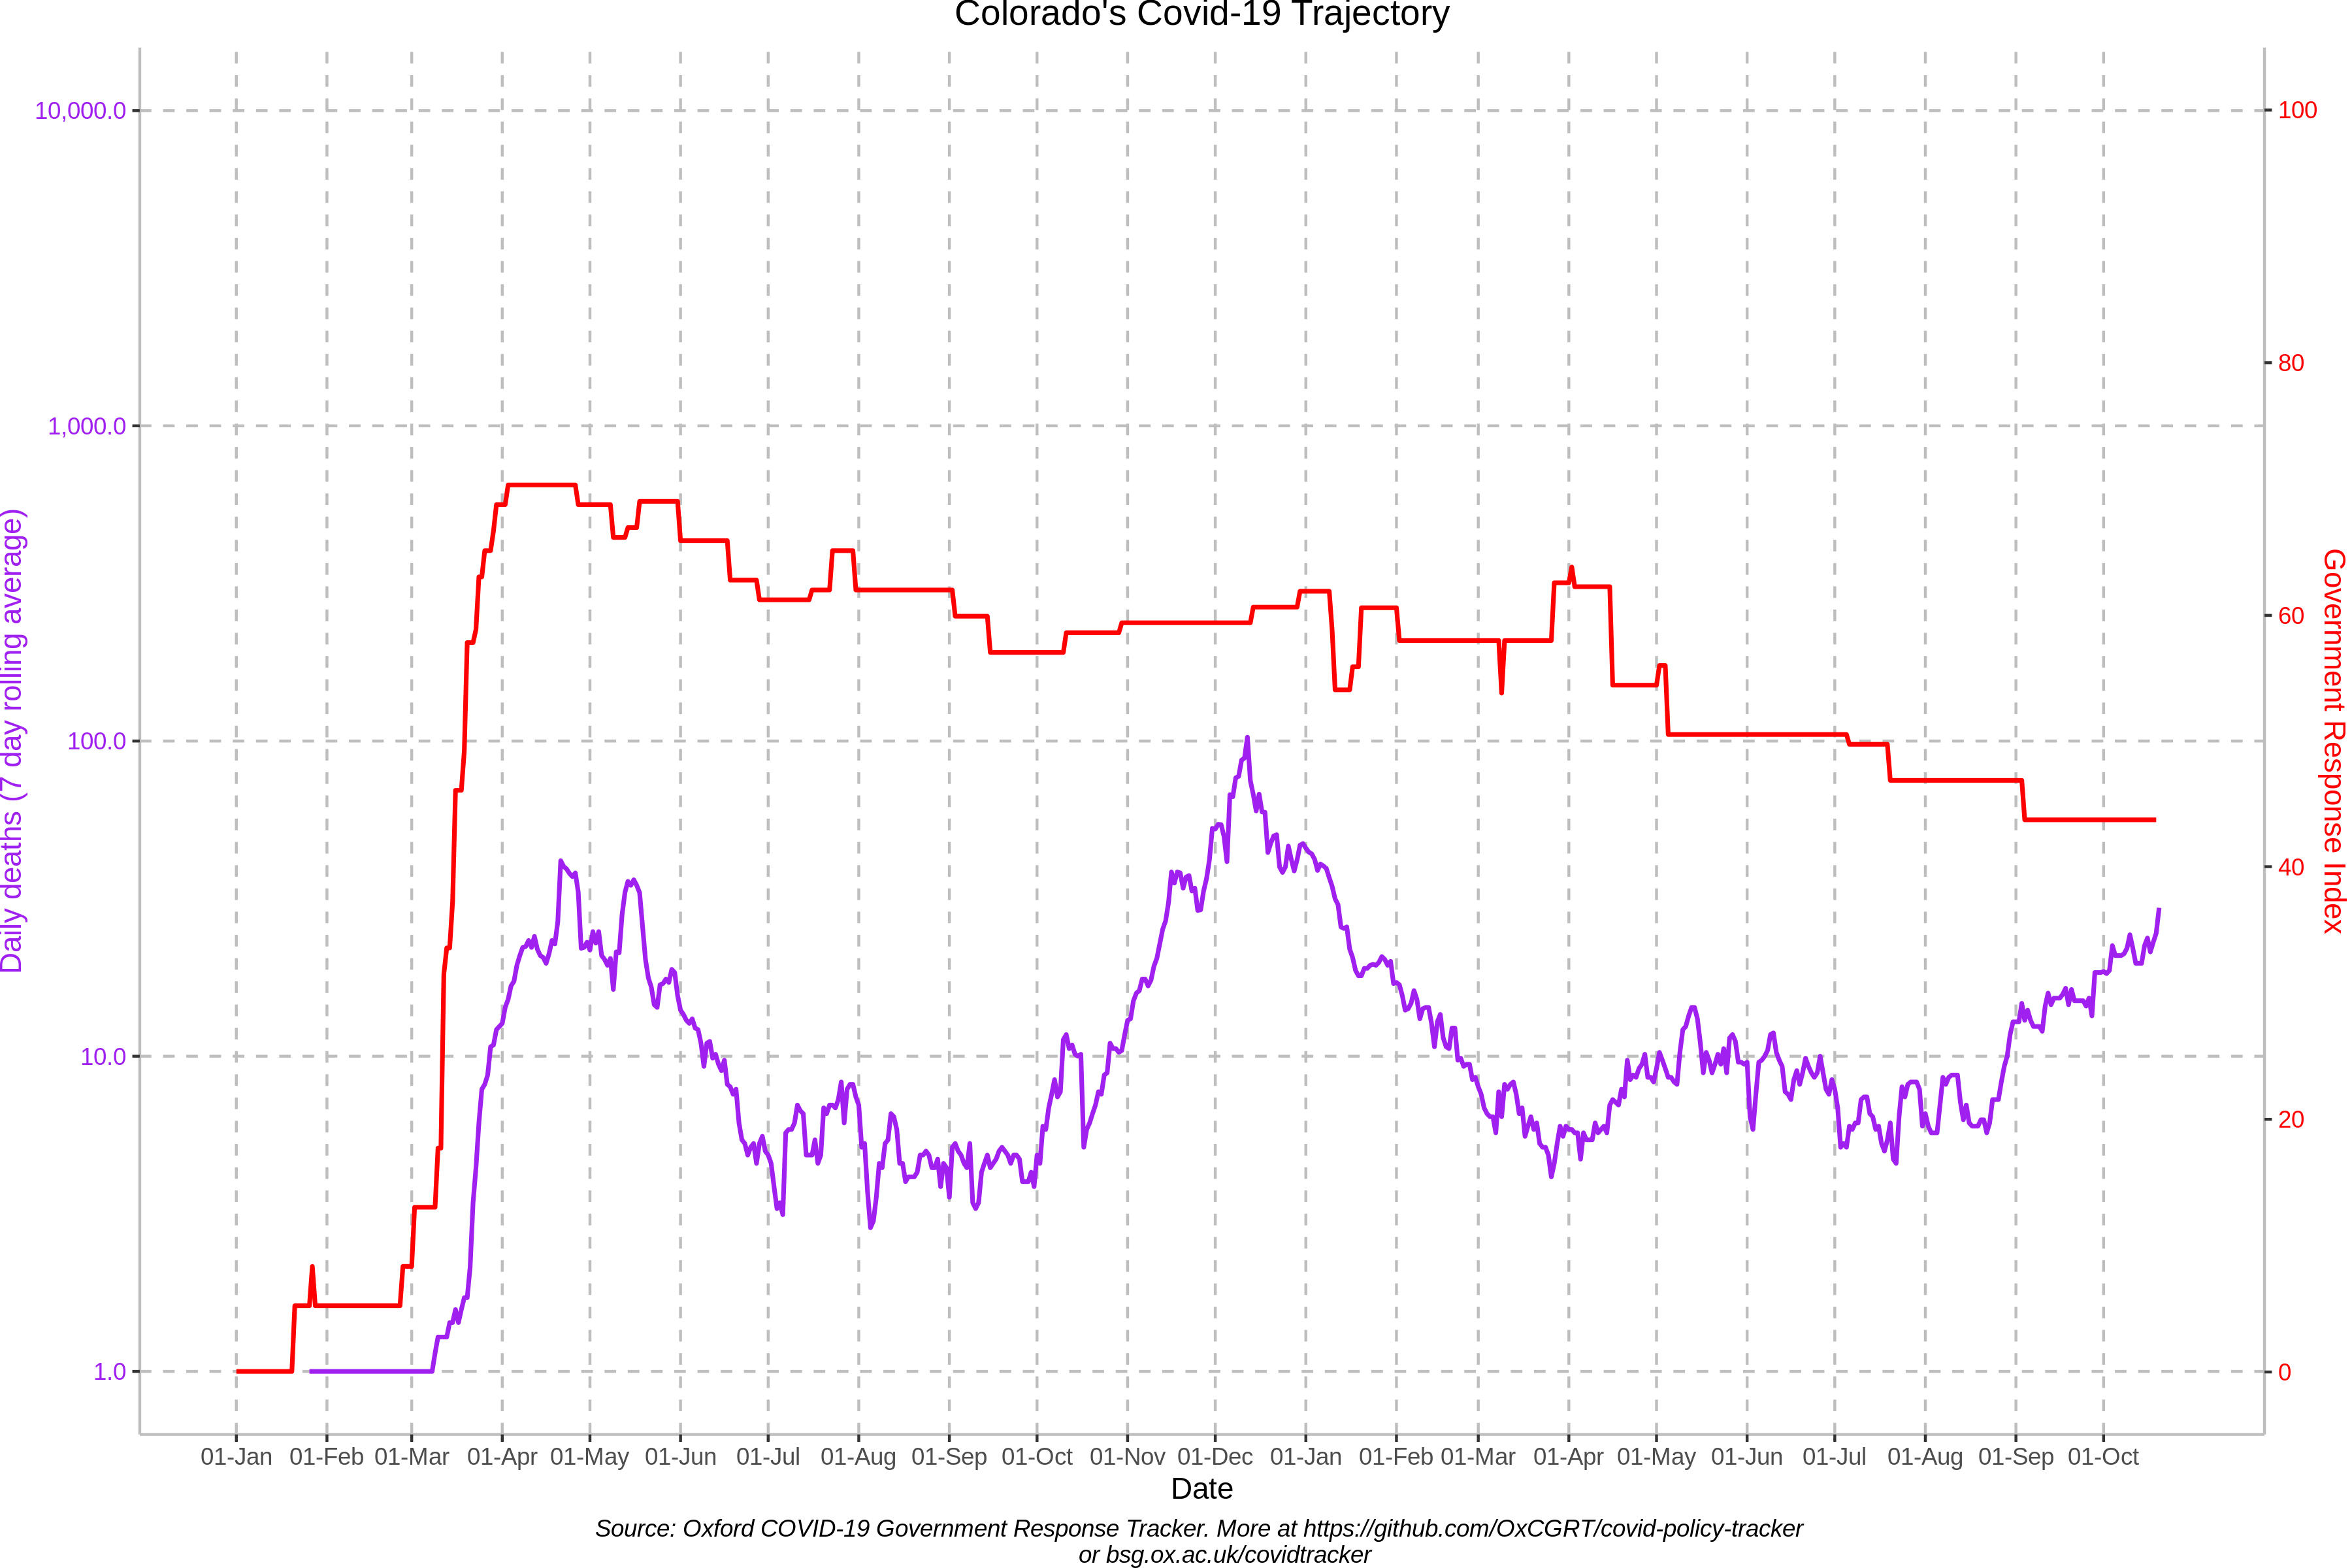 Colorado's Covid-19 Trajectory
10,000.0
1,000.0
100.0
10.0
1.0
Daily deaths (7 day rolling average)
100
80
60
40
20
0
Government Response Index
01-Jan 01-Feb 01-Mar 01-Apr 01-May 01-Jun 01-Jul 01-Aug 01-Sep 01-Oct 01-Nov 01-Dec 01-Jan 01-Feb 01-Mar 01-Apr 01-May 01-Jun 01-Jul 01-Aug 01-Sep 01-Oct
Date
Source: Oxford COVID-19 Government Response Tracker. More at https://github.com/OxCGRT/covid-policy-tracker
or bsg.ox.ac.uk/covidtracker